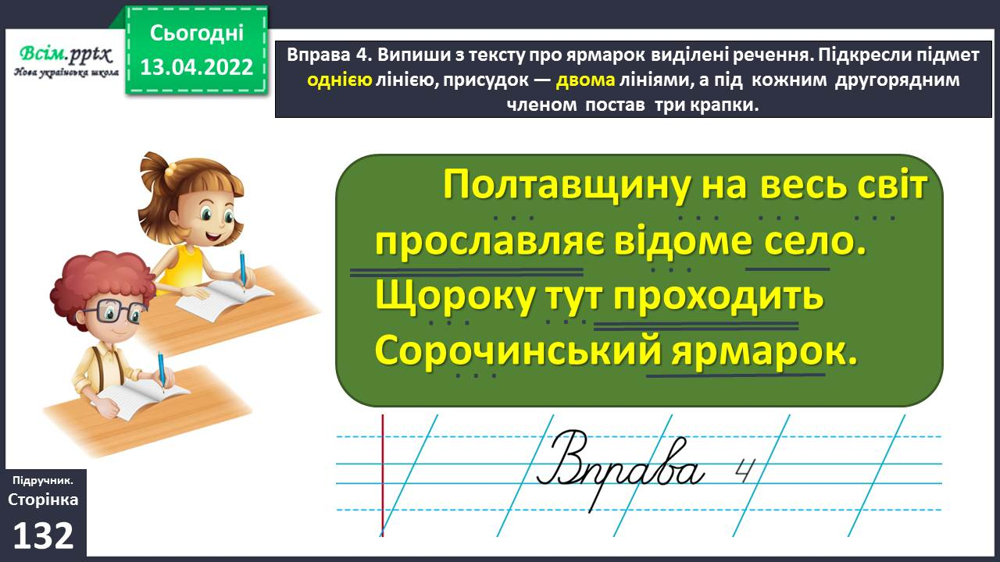 Всім.pptx
Нова українська школа
Сьогодні
13.04.2022
Вправа 4. Випиши з тексту про ярмарок виділені речення. Підкресли підмет
однією лінією, присудок — двома лініями, а під кожним другорядним
членом постав три крапки.
Полтавщину на весь світ
прославляє відоме село.
Щороку тут проходить
Сорочинський ярмарок.
Вправа 4
Підручник.
Сторінка
132